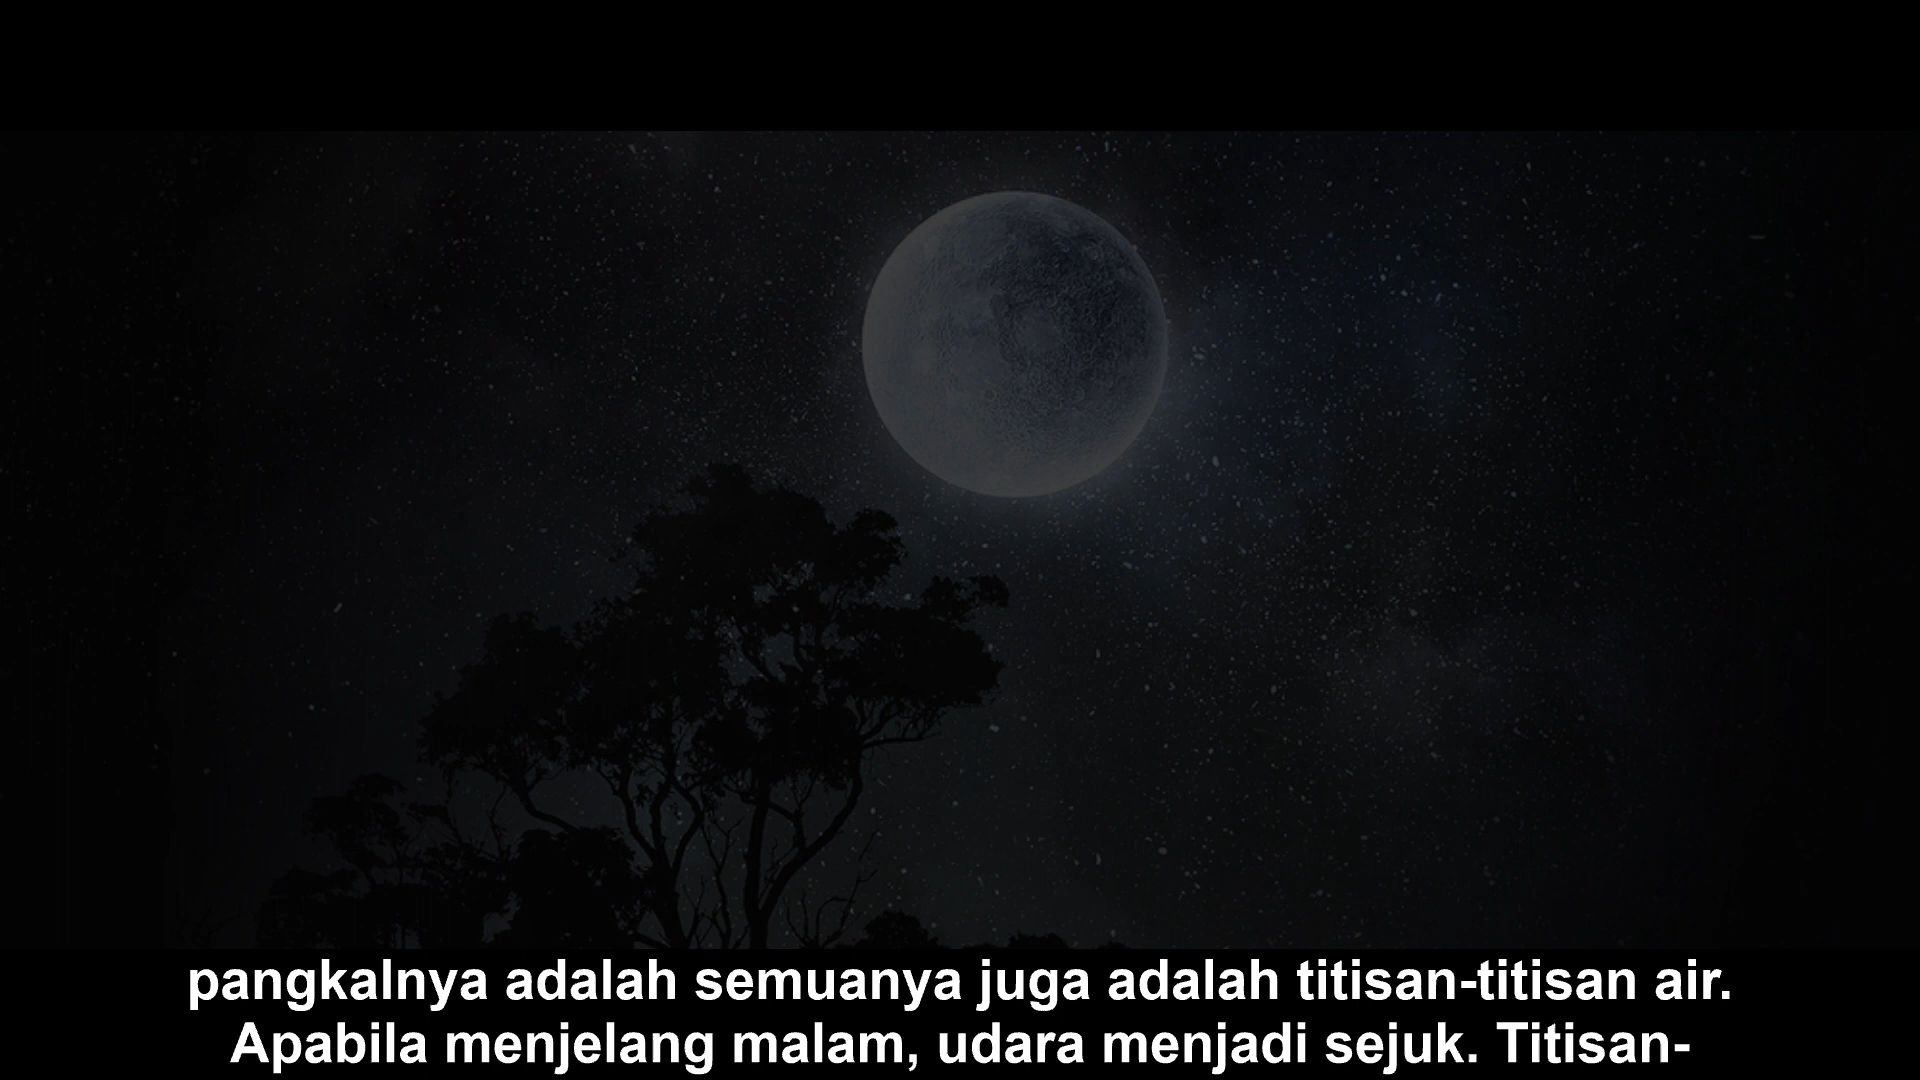 pangkalnya adalah semuanya juga adalah titisan-titisan air.
Apabila menjelang malam, udara menjadi sejuk. Titisan-